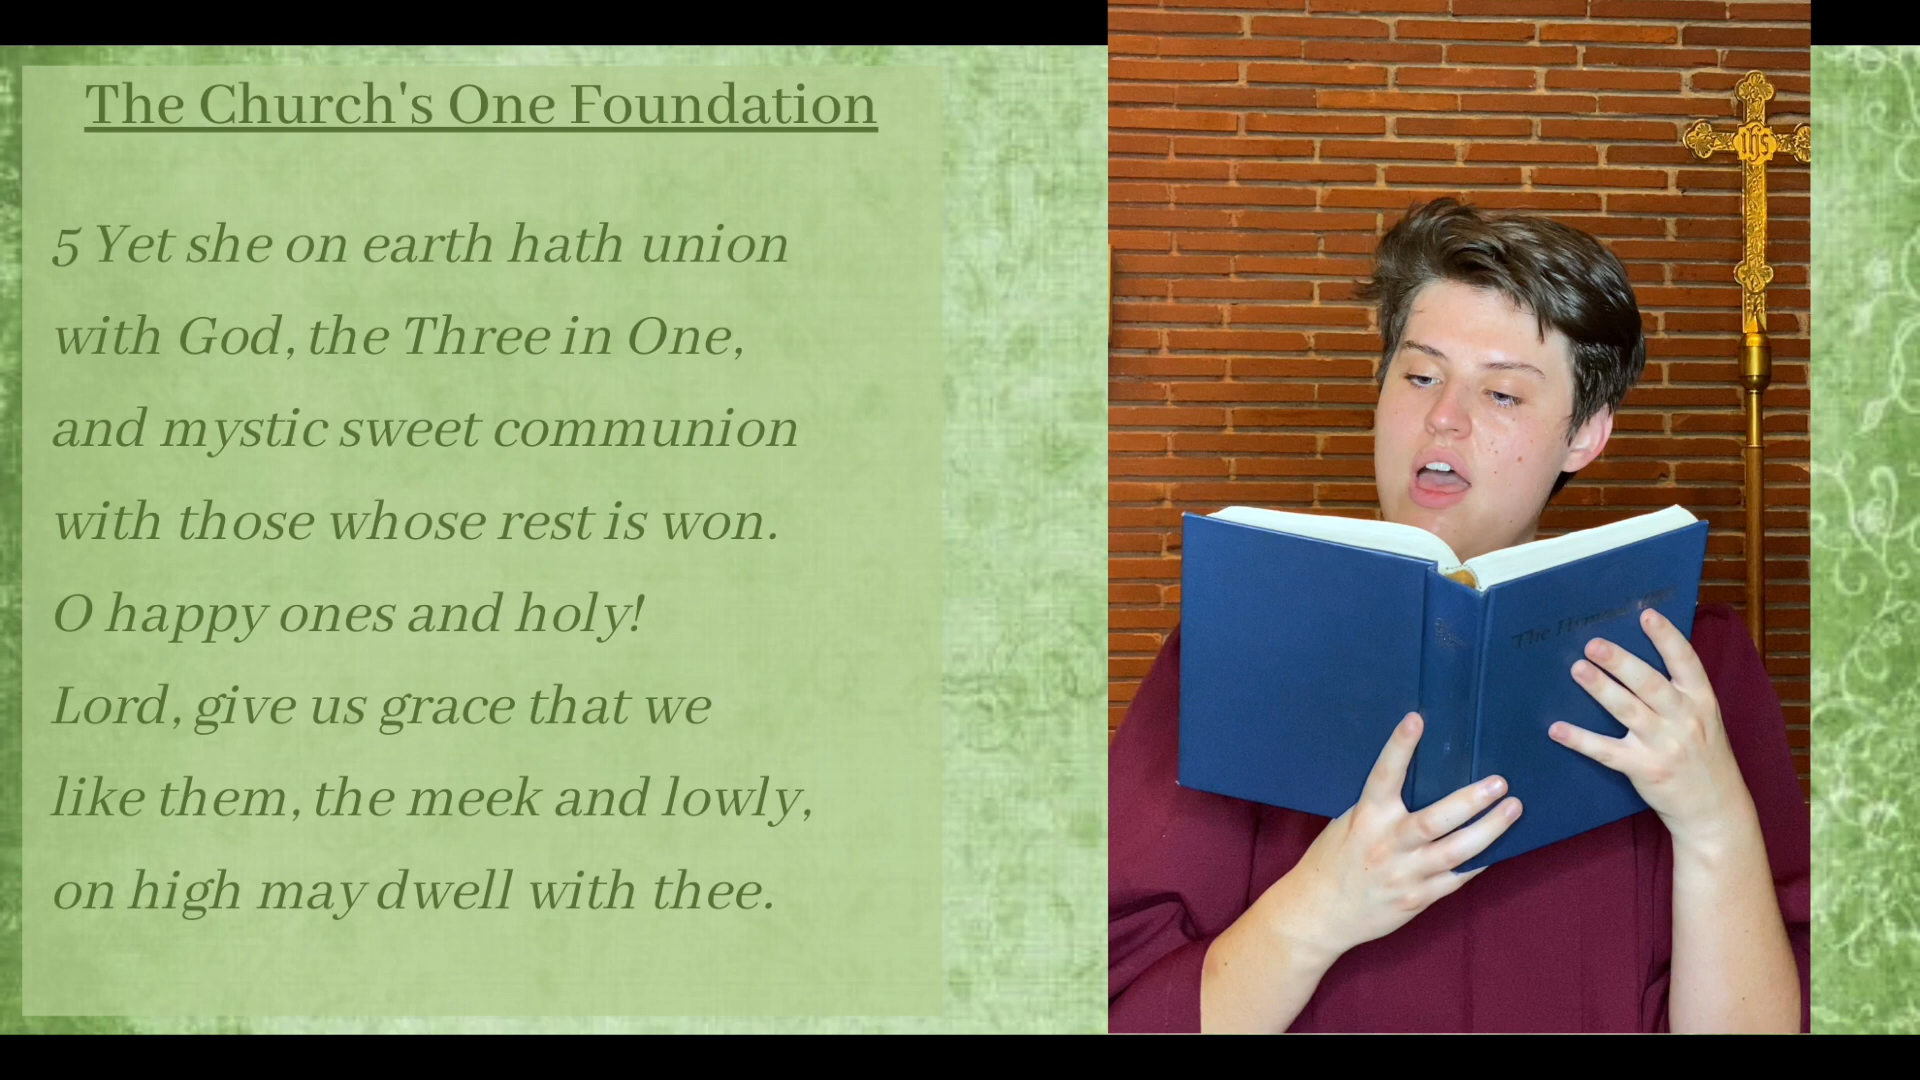 The Church's One Foundation
5 Yet she on earth hath union
with God, the Three in One,
and mystic sweet communion
with those whose rest is won.
O happy ones and holy!
Lord, give us grace that we
like them, the meek and lowly,
on high may dwell with thee.
IHS
The